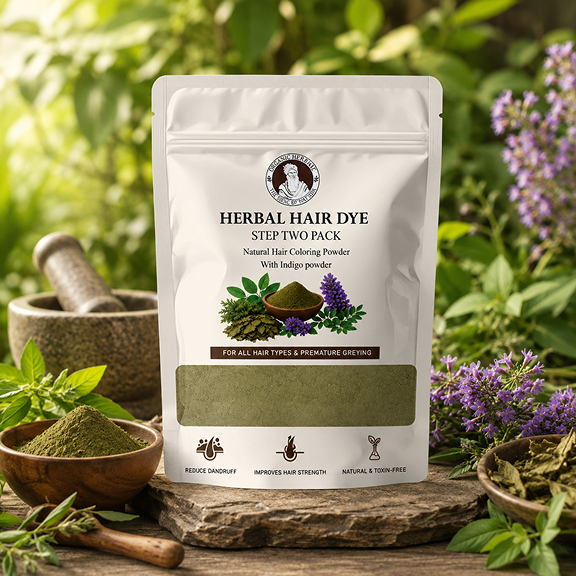 ORGANIC HERBELLE
HERBAL HAIR DYE
STEP TWO PACK
Natural Hair Coloring Powder
With Indigo powder
FOR ALL HAIR TYPES & PREMATURE GREYING
REDUCE DANDRUFF
IMPROVES HAIR STRENGTH
NATURAL & TOXIN-FREE